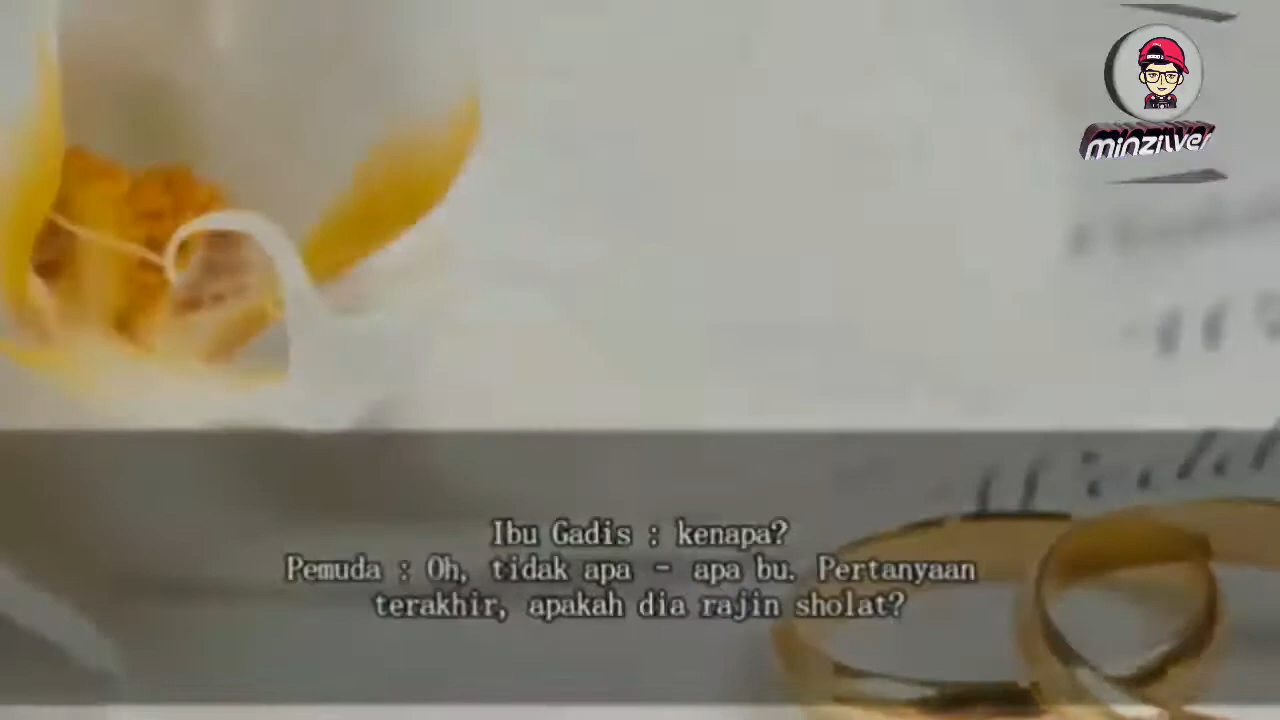 minzilver
Ibu Gadis : kenapa?
Pemuda : Oh, tidak apa - apa bu. Pertanyaan
terakhir, apakah dia rajin sholat?